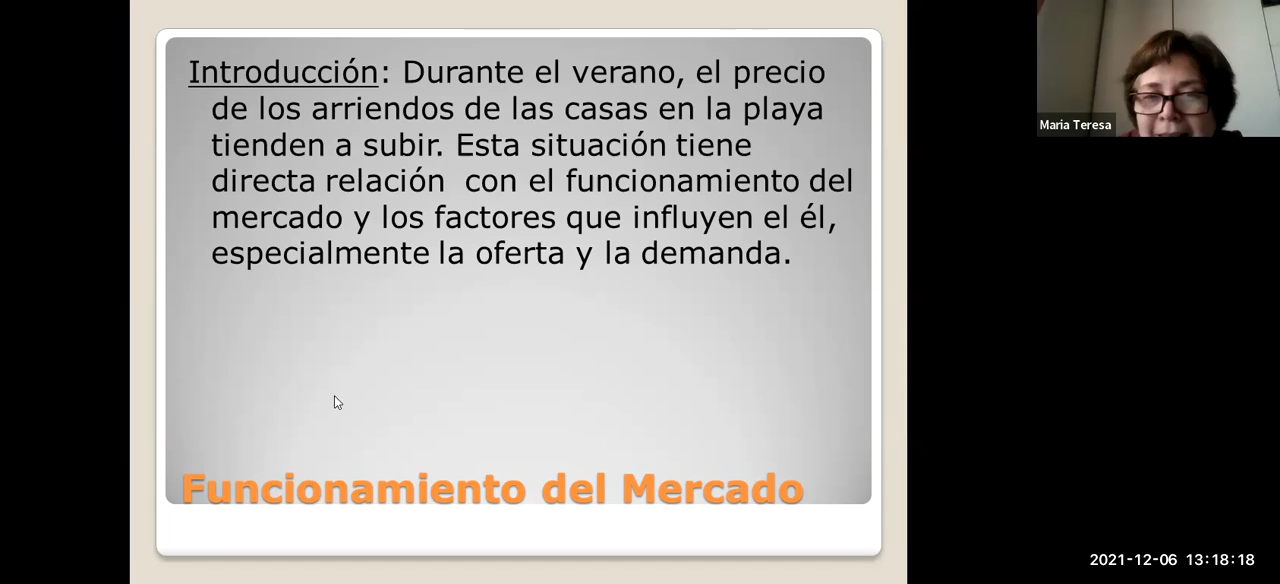 Introducción: Durante el verano, el precio
de los arriendos de las casas en la playa
tienden a subir. Esta situación tiene
directa relación con el funcionamiento del
mercado y los factores que influyen el él,
especialmente la oferta y la demanda.
Funcionamiento del Mercado
Maria Teresa
2021-12-06 13:18:18